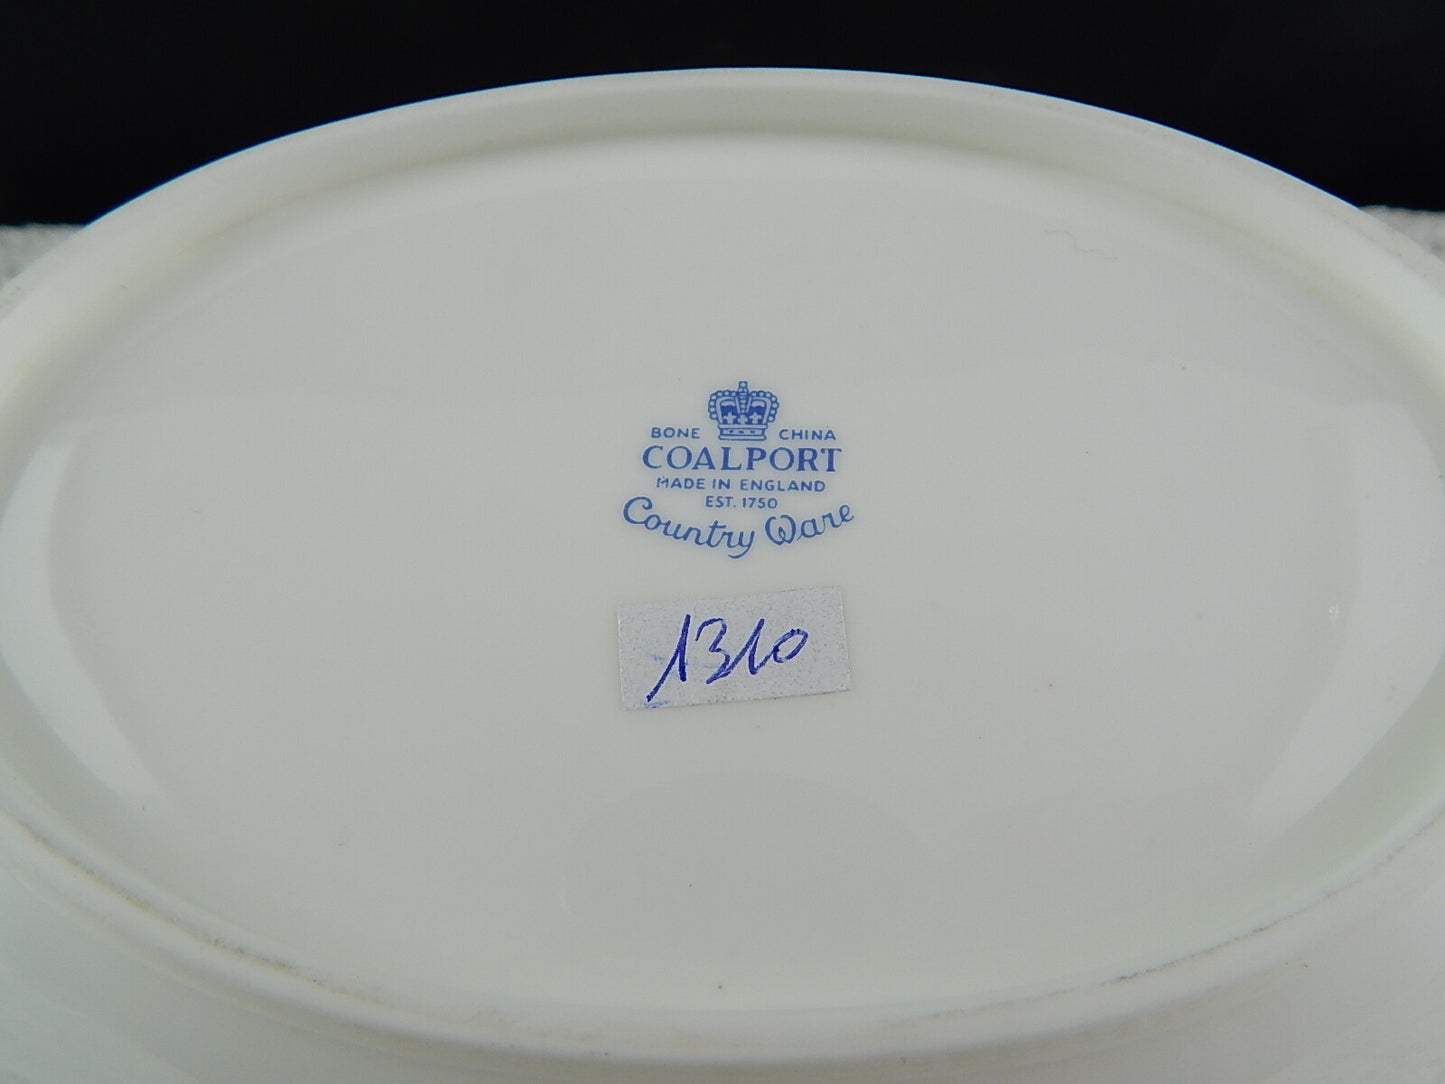 BONE CHINA
COALPORT
MADE IN ENGLAND
EST. 1750
Country Ware
1310